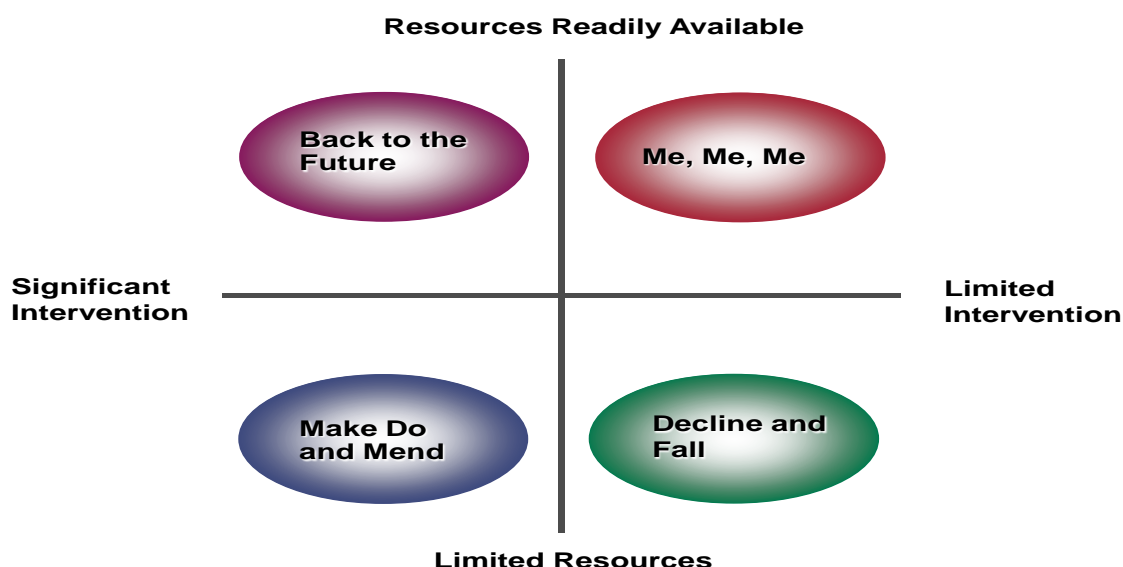 Resources Readily Available
Back to the
Future
Me, Me, Me
Significant
Intervention
Limited
Intervention
Make Do
and Mend
Decline and
Fall
Limited Resources